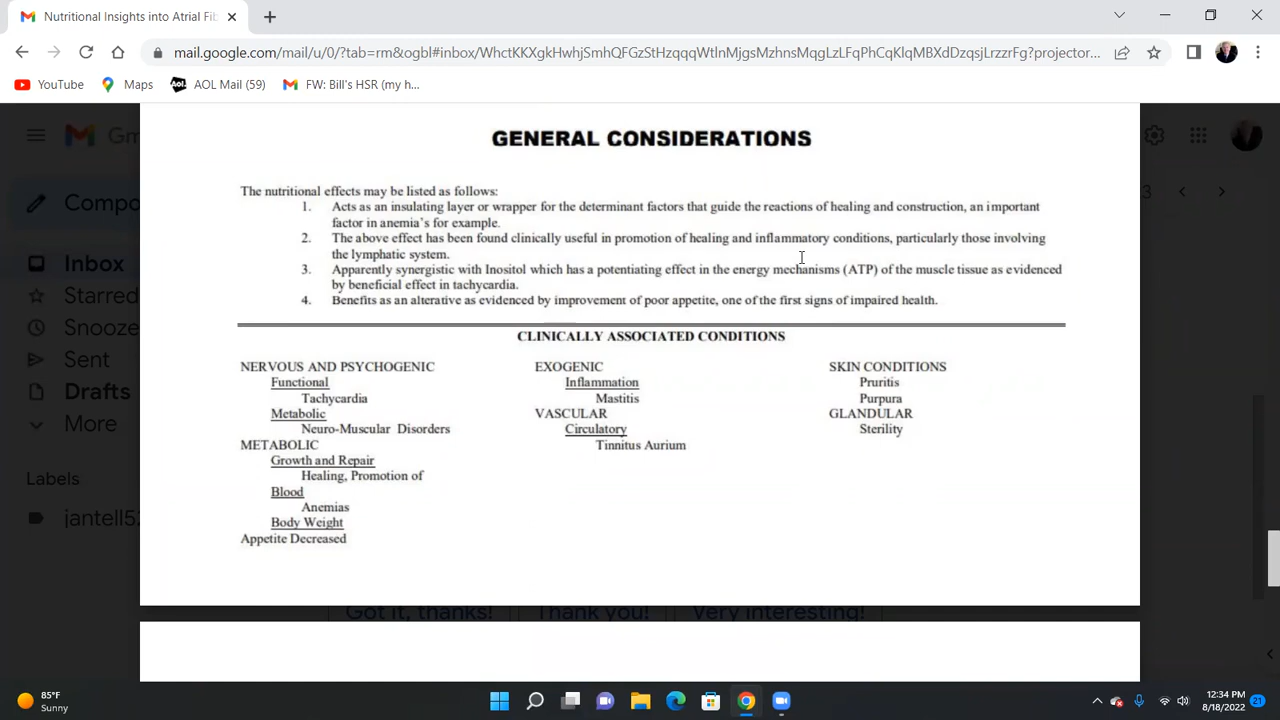 Nutritional Insights into Atrial Fib
mail.google.com/mail/u/0/?tab=rm&ogbl#inbox/WhctKKXgkHwhjSmhQFGzStHzqqqWtlnMjgsMzhnsMqgLzLFqPhCqKlqMBXdDzqsjLrzzrFg?projector...
YouTube Maps AOL Mail (59) FW: Bill's HSR (my h...
Gm
Compo
Inbox
Starred
Snooze
Sent
Drafts
More
Labels
jantell52
3
GENERAL CONSIDERATIONS
The nutritional effects may be listed as follows:
1. Acts as an insulating layer or wrapper for the determinant factors that guide the reactions of healing and construction, an important
factor in anemia's for example.
2. The above effect has been found clinically useful in promotion of healing and inflammatory conditions, particularly those involving
the lymphatic system.
3. Apparently synergistic with Inositol which has a potentiating effect in the energy mechanisms (ATP) of the muscle tissue as evidenced
by beneficial effect in tachycardia.
4. Benefits as an alterative as evidenced by improvement of poor appetite, one of the first signs of impaired health.
CLINICALLY ASSOCIATED CONDITIONS
NERVOUS AND PSYCHOGENIC
Functional
Tachycardia
Metabolic
Neuro-Muscular Disorders
METABOLIC
Growth and Repair
Healing, Promotion of
Blood
Anemias
Body Weight
Appetite Decreased
EXOGENIC
Inflammation
Mastitis
VASCULAR
Circulatory
Tinnitus Aurium
SKIN CONDITIONS
Pruritis
Purpura
GLANDULAR
Sterility
Got it, thanks! Thank you! Very interesting!
85°F
Sunny
12:34 PM
8/18/2022
21